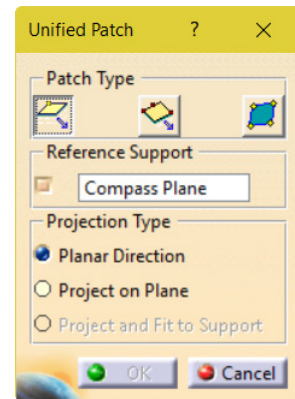 Unified Patch ?
Patch Type
Reference Support
Compass Plane
Projection Type
Planar Direction
Project on Plane
Project and Fit to Support
OK Cancel